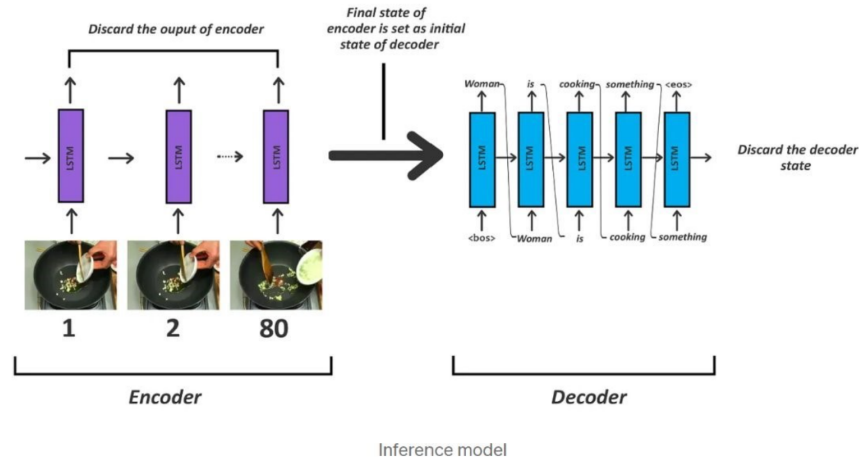 Discard the ouput of encoder
Final state of
encoder is set as initial
state of decoder
LSTM
LSTM
LSTM
1
2
80
Encoder
Woman
is
cooking
something
<eos>
LSTM
LSTM
LSTM
LSTM
LSTM
<bos>
Woman
is
cooking
something
Discard the decoder
state
Decoder
Inference model